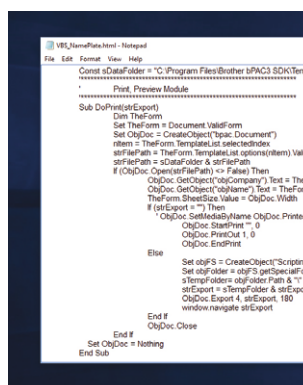 VBS_NamePlate.html - Notepad
File Edit Format View Help
Const sDataFolder = "C:\Program Files\Brother bPAC3 SDK\Tem
'**********************************************************
' Print, Preview Module
'**********************************************************
Sub DoPrint(strExport)
Dim TheForm
Set TheForm = Document.ValidForm
Set ObjDoc = CreateObject("bpac.Document")
nItem = TheForm.TemplateList.selectedIndex
strFilePath = TheForm.TemplateList.options(nItem).Val
strFilePath = sDataFolder & strFilePath
If (ObjDoc.Open(strFilePath) <> False) Then
ObjDoc.GetObject("objCompany").Text = The
ObjDoc.GetObject("objName").Text = TheFor
TheForm.SheetSize.Value = ObjDoc.Width
If (strExport = "") Then
' ObjDoc.SetMediaByName ObjDoc.Printe
ObjDoc.StartPrint "", 0
ObjDoc.PrintOut 1, 0
ObjDoc.EndPrint
Else
Set objFS = CreateObject("Scriptin
Set objFolder = objFS.getSpecialFo
sTempFolder= objFolder.Path & "\"
strExport = sTempFolder & strExpo
ObjDoc.Export 4, strExport, 180
window.navigate strExport
End If
ObjDoc.Close
End If
Set ObjDoc = Nothing
End Sub